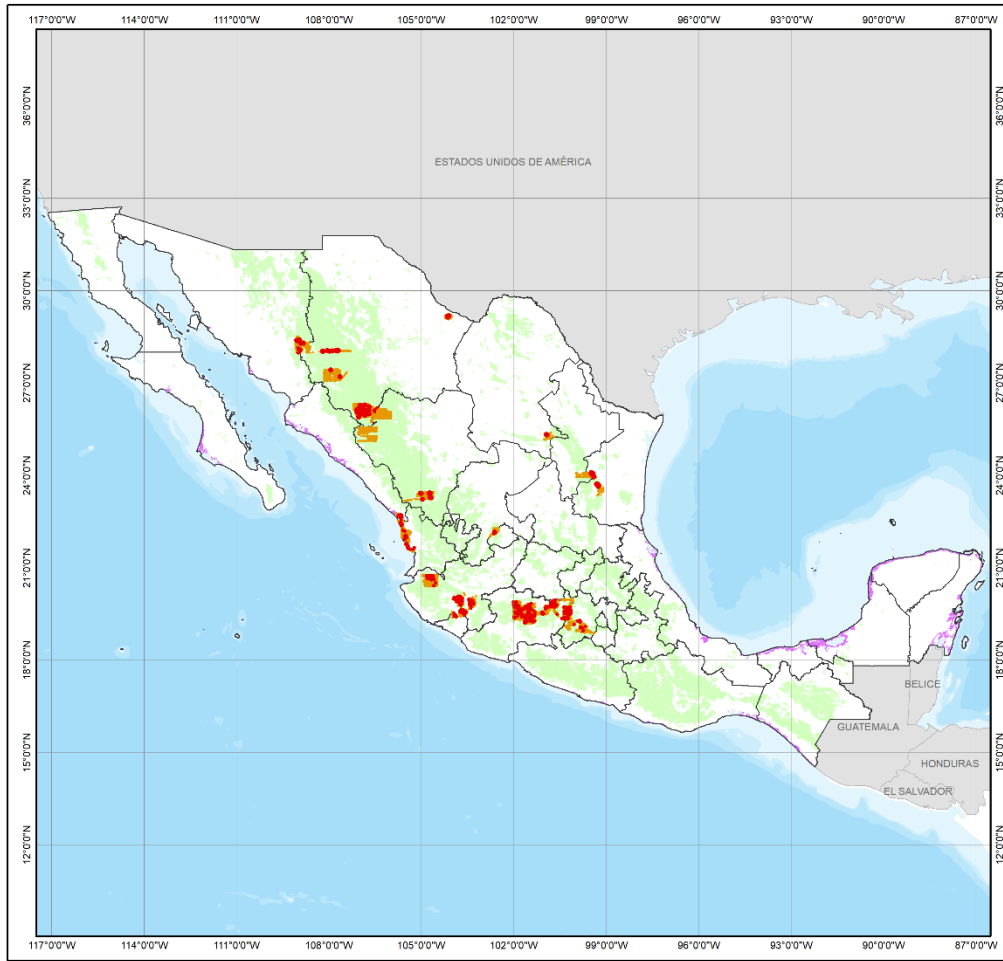 117°0'0"W 114°0'0"W 111°0'0"W 108°0'0"W 105°0'0"W 102°0'0"W 99°0'0"W 96°0'0"W 93°0'0"W 90°0'0"W 87°0'0"W
36°0'0"N 36°0'0"N
ESTADOS UNIDOS DE AMÉRICA
33°0'0"N 33°0'0"N
30°0'0"N 30°0'0"N
27°0'0"N 27°0'0"N
24°0'0"N 24°0'0"N
21°0'0"N 21°0'0"N
18°0'0"N 18°0'0"N
BELICE
GUATEMALA
15°0'0"N 15°0'0"N
HONDURAS
EL SALVADOR
12°0'0"N 12°0'0"N
117°0'0"W 114°0'0"W 111°0'0"W 108°0'0"W 105°0'0"W 102°0'0"W 99°0'0"W 96°0'0"W 93°0'0"W 90°0'0"W 87°0'0"W